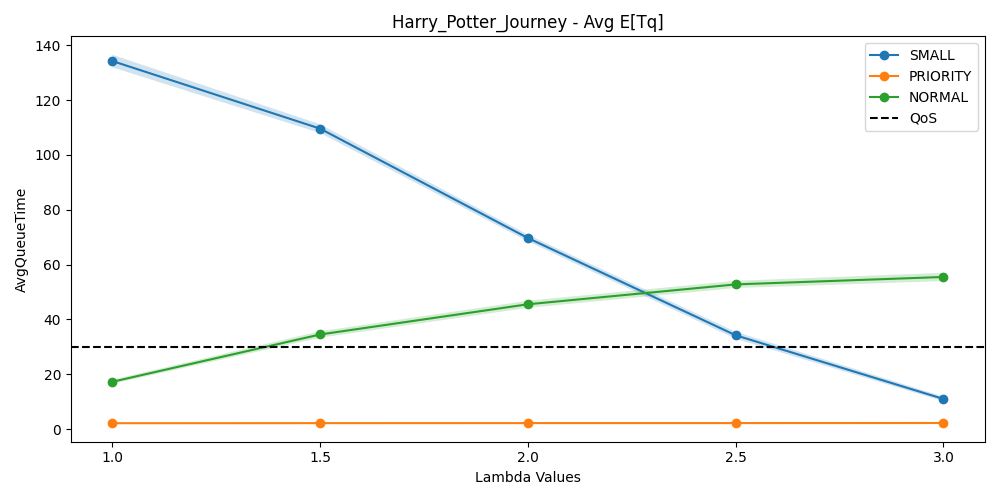 Harry_Potter_Journey - Avg E[Tq]
AvgQueueTime
140
120
100
80
60
40
20
0
SMALL
PRIORITY
NORMAL
QoS
1.0 1.5 2.0 2.5 3.0
Lambda Values